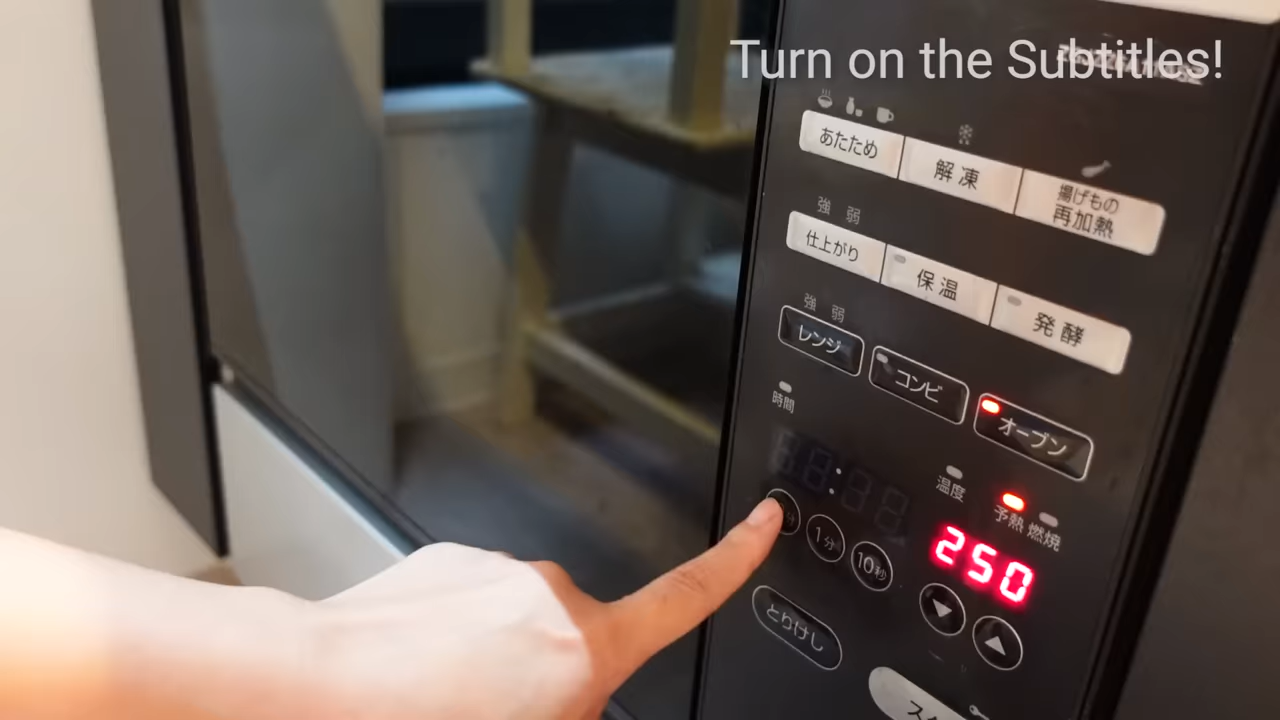 Turn on the Subtitles!
あたため
解凍
揚げもの
再加熱
強 弱
仕上がり
保温
発酵
強 弱
レンジ
コンビ
オーブン
時間
温度
予熱 燃焼
250
分
1分
10秒
とりけし